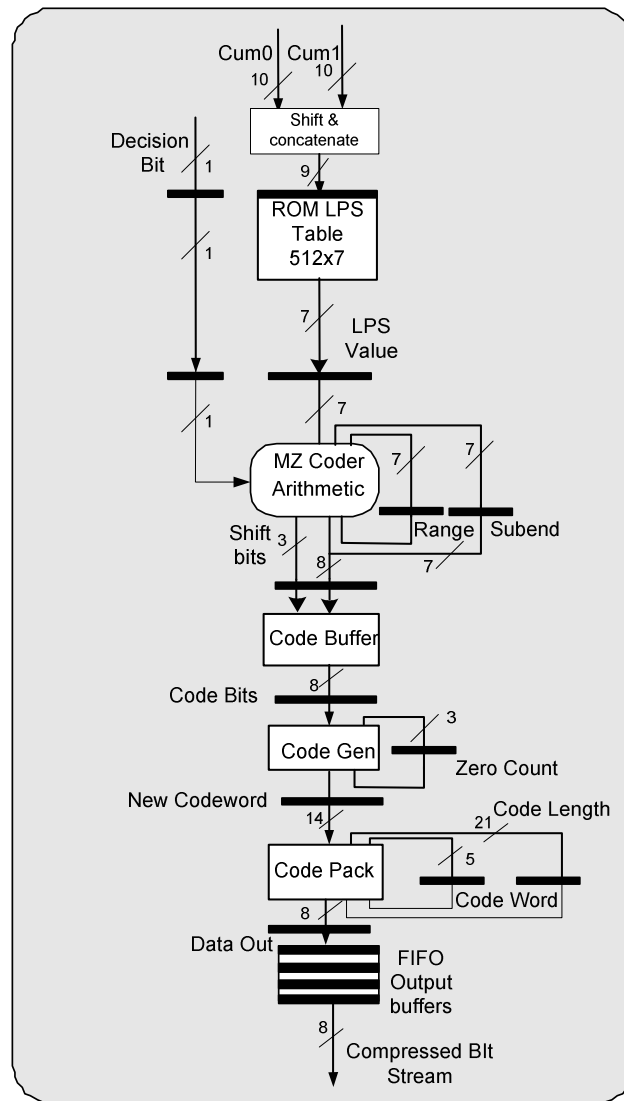 Cum0 Cum1
10 10
Shift &
concatenate
Decision
Bit
1
9
ROM LPS
Table
512x7
1
7
LPS
Value
1
7
MZ Coder
Arithmetic
7
7
Range
Subend
Shift
bits
3
8
7
Code Buffer
8
Code Bits
Code Gen
3
Zero Count
New Codeword
14
21
Code Length
Code Pack
5
Code Word
8
Data Out
FIFO
Output
buffers
8
Compressed BIt
Stream